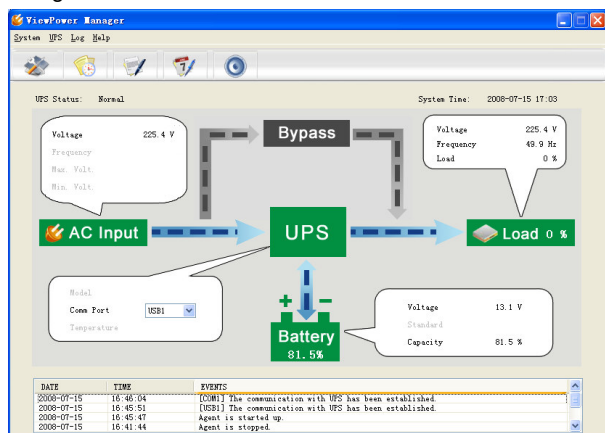 ViewPower Manager
System UPS Log Help
UPS Status: Normal
System Time: 2008-07-15 17:03
Voltage 225.4 V
Frequency
Max. Volt.
Min. Volt.
Bypass
Voltage 225.4 V
Frequency 49.9 Hz
Load 0 %
AC Input
UPS
Load 0 %
Model
Comm Port USB1
Temperature
+ −
Battery
81.5%
Voltage 13.1 V
Standard
Capacity 81.5 %
DATE TIME EVENTS
2008-07-15 16:46:04 [COM1] The communication with UPS has been established.
2008-07-15 16:45:51 [USB1] The communication with UPS has been established.
2008-07-15 16:45:47 Agent is started up.
2008-07-15 16:41:44 Agent is stopped.